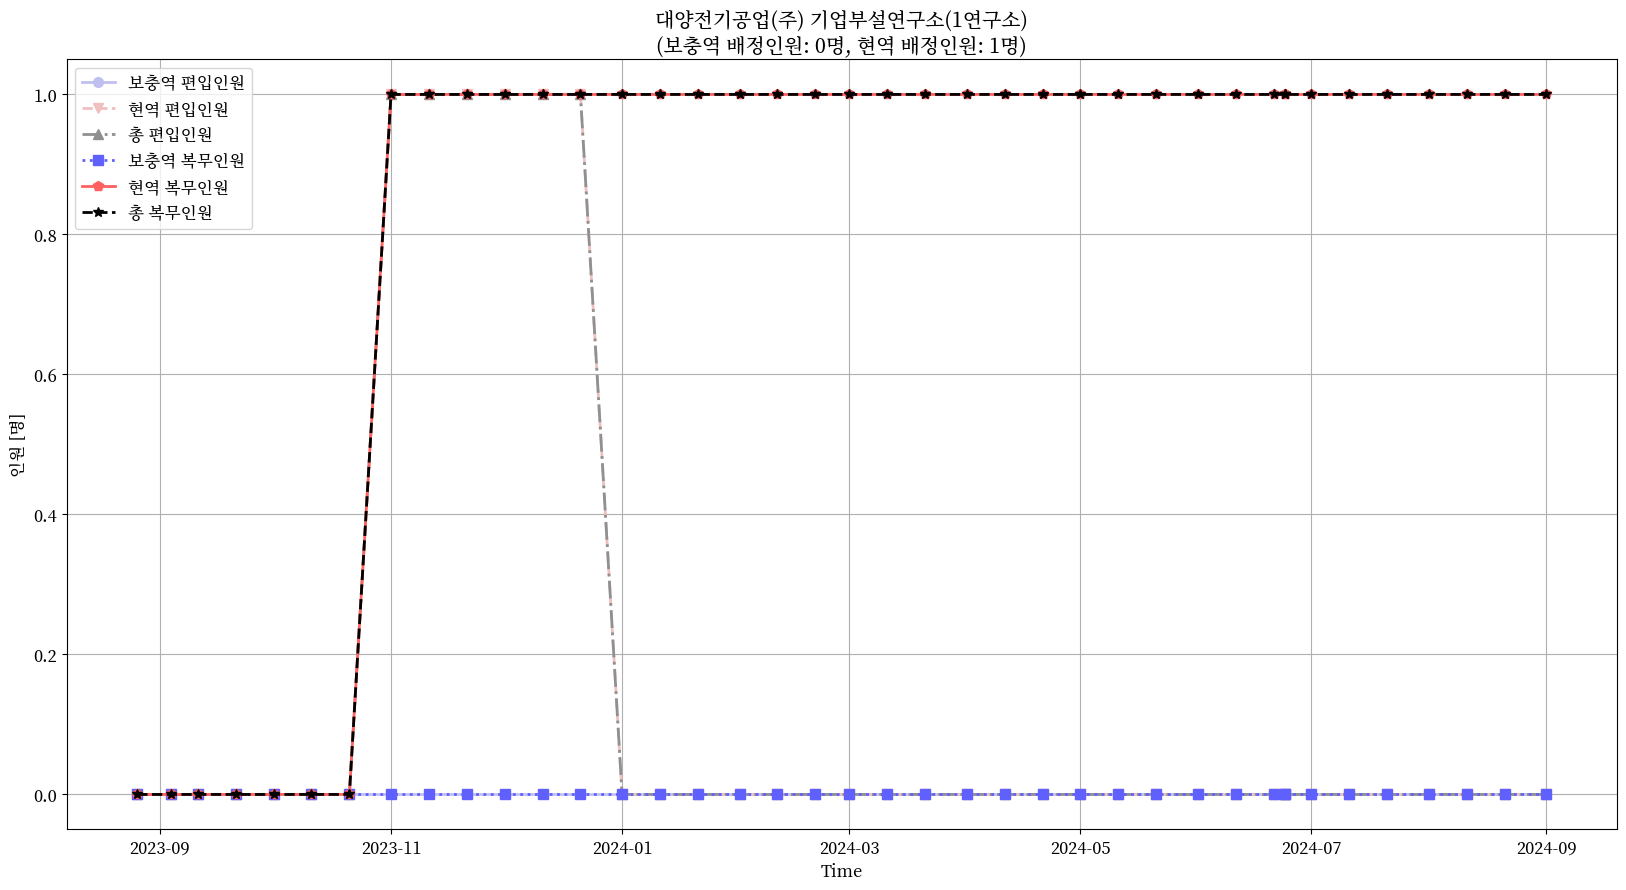 대양전기공업(주) 기업부설연구소(1연구소)
(보충역 배정인원: 0명, 현역 배정인원: 1명)
보충역 편입인원
현역 편입인원
총 편입인원
보충역 복무인원
현역 복무인원
총 복무인원
인원 [명]
1.0
0.8
0.6
0.4
0.2
0.0
2023-09
2023-11
2024-01
2024-03
2024-05
2024-07
2024-09
Time